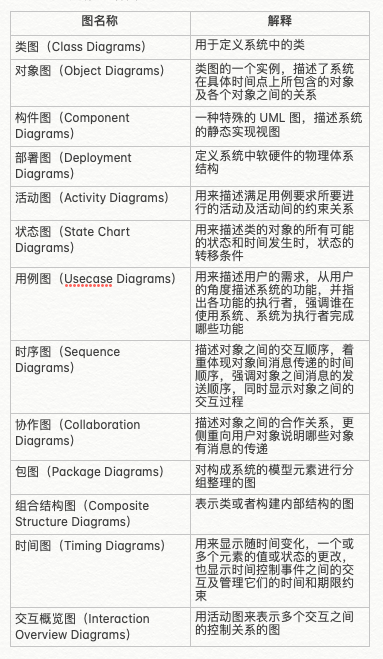 图名称
解释
类图（Class Diagrams)
用于定义系统中的类
对象图（Object Diagrams)
类图的一个实例，描述了系统
在具体时间点上所包含的对象
及各个对象之间的关系
构件图（Component
Diagrams)
一种特殊的 UML 图，描述系统
的静态实现视图
部署图（Deployment
Diagrams)
定义系统中软硬件的物理体系
结构
活动图（Activity Diagrams)
用来描述满足用例要求所要进
行的活动及活动间的约束关系
状态图（State Chart
Diagrams)
用来描述类的对象的所有可能
的状态和时间发生时，状态的
转移条件
用例图（Usecase Diagrams)
用来描述用户的需求，从用户
的角度描述系统的功能，并指
出各功能的执行者，强调谁在
使用系统、系统为执行者完成
哪些功能
时序图（Sequence
Diagrams)
描述对象之间的交互顺序，着
重体现对象间消息传递的时间
顺序，强调对象之间消息的发
送顺序，同时显示对象之间的
交互过程
协作图（Collaboration
Diagrams)
描述对象之间的合作关系，更
侧重向用户对象说明哪些对象
有消息的传递
包图（Package Diagrams)
对构成系统的模型元素进行分
组整理的图
组合结构图（Composite
Structure Diagrams)
表示类或者构建内部结构的图
时间图（Timing Diagrams)
用来显示随时间变化，一个或
多个元素的值或状态的更改，
也显示时间控制事件之间的交
互及管理它们的时间和期限约
束
交互概览图（Interaction
Overview Diagrams)
用活动图来表示多个交互之间
的控制关系的图